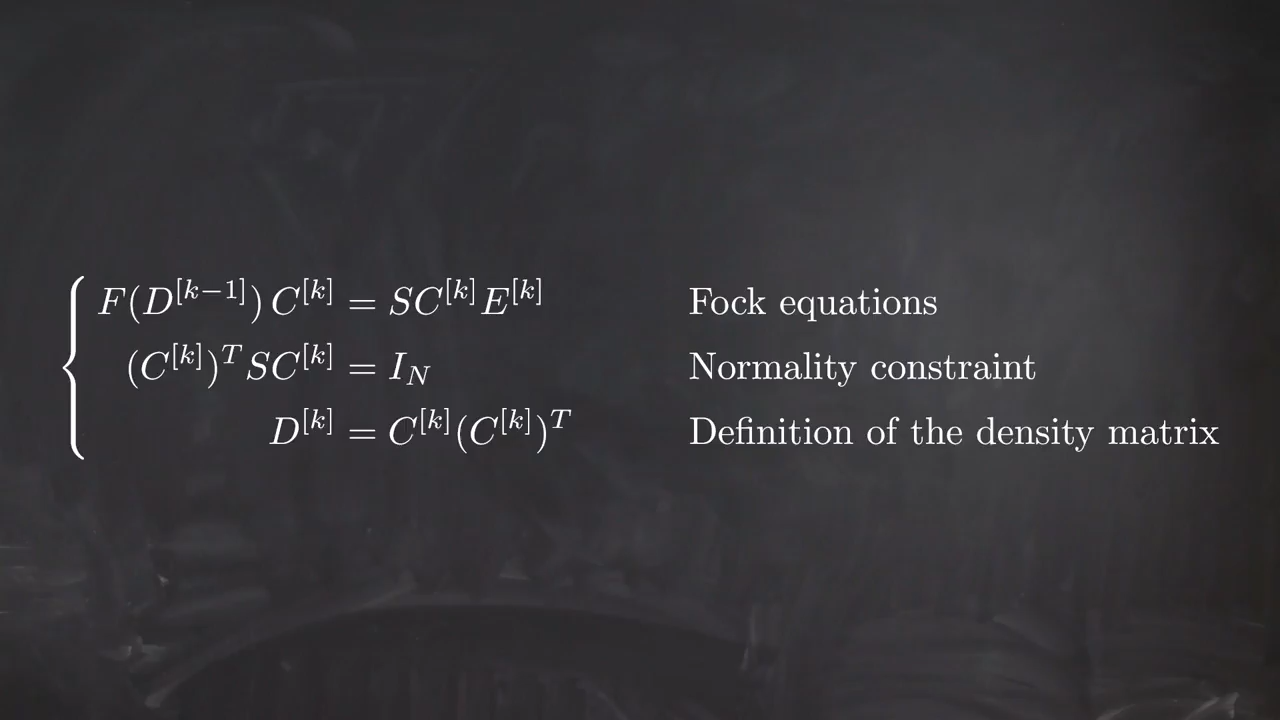 F(D^{[k-1]}) C^{[k]} = SC^{[k]}E^{[k]} Fock equations
(C^{[k]})^T SC^{[k]} = I_N Normality constraint
D^{[k]} = C^{[k]}(C^{[k]})^T Definition of the density matrix